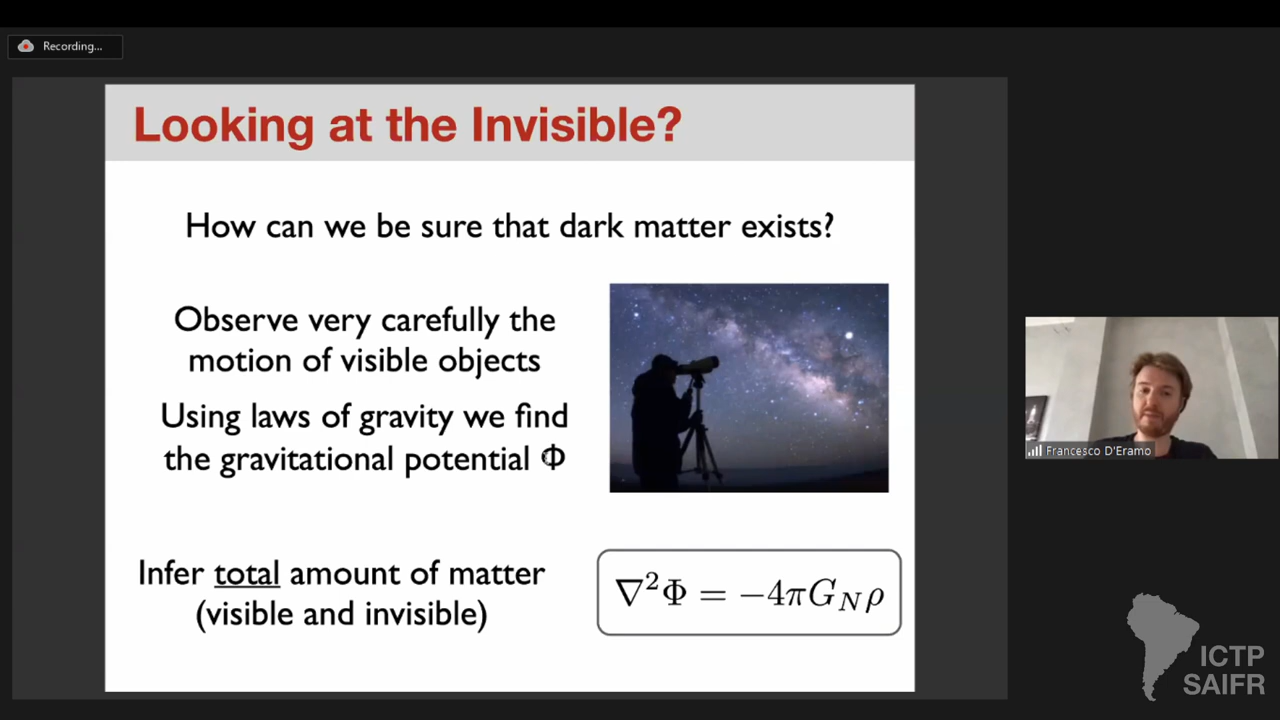 Recording...
Looking at the Invisible?
How can we be sure that dark matter exists?
Observe very carefully the
motion of visible objects
Using laws of gravity we find
the gravitational potential Φ
Infer total amount of matter
(visible and invisible)
∇²Φ = −4πG_Nρ
Francesco D'Eramo
ICTP
SAIFR